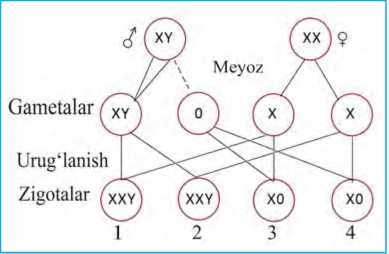 ♂ XY XX ♀
Meyoz
Gametalar XY 0 X X
Urug‘lanish
Zigotalar XXY XXY X0 X0
1 2 3 4